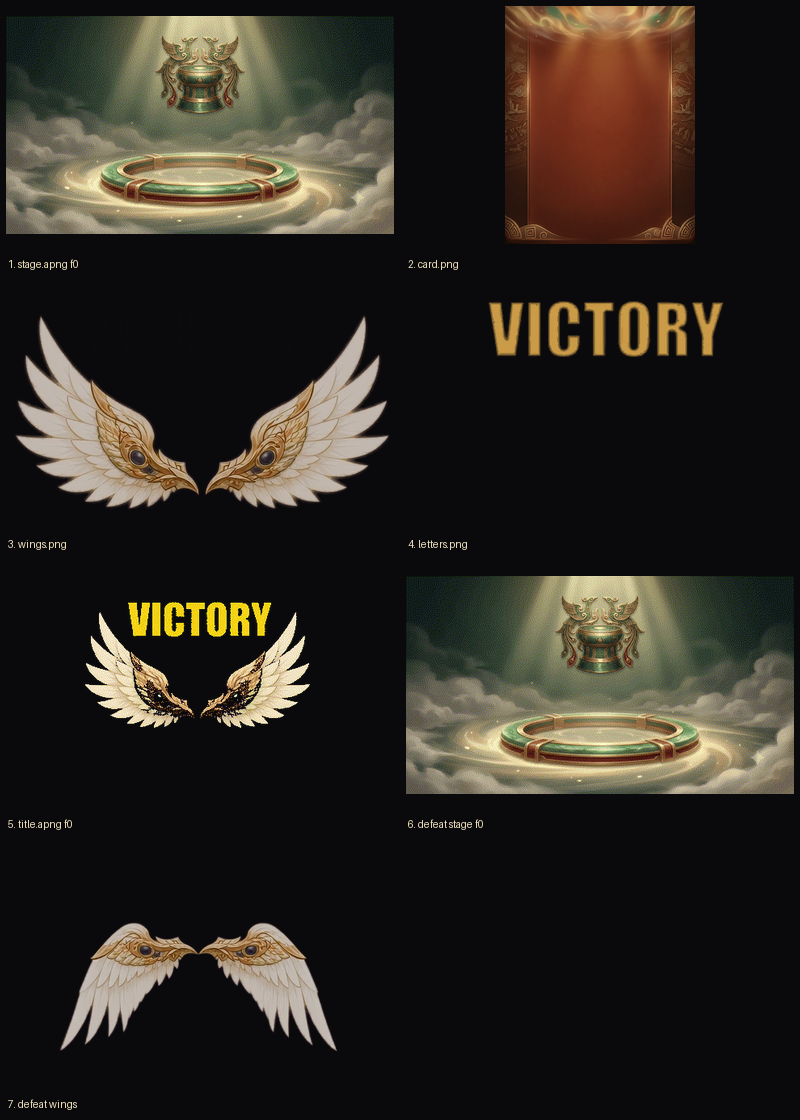 1. stage.apng f0
2. card.png
VICTORY
3. wings.png
4. letters.png
VICTORY
5. title.apng f0
6. defeat stage f0
7. defeat wings